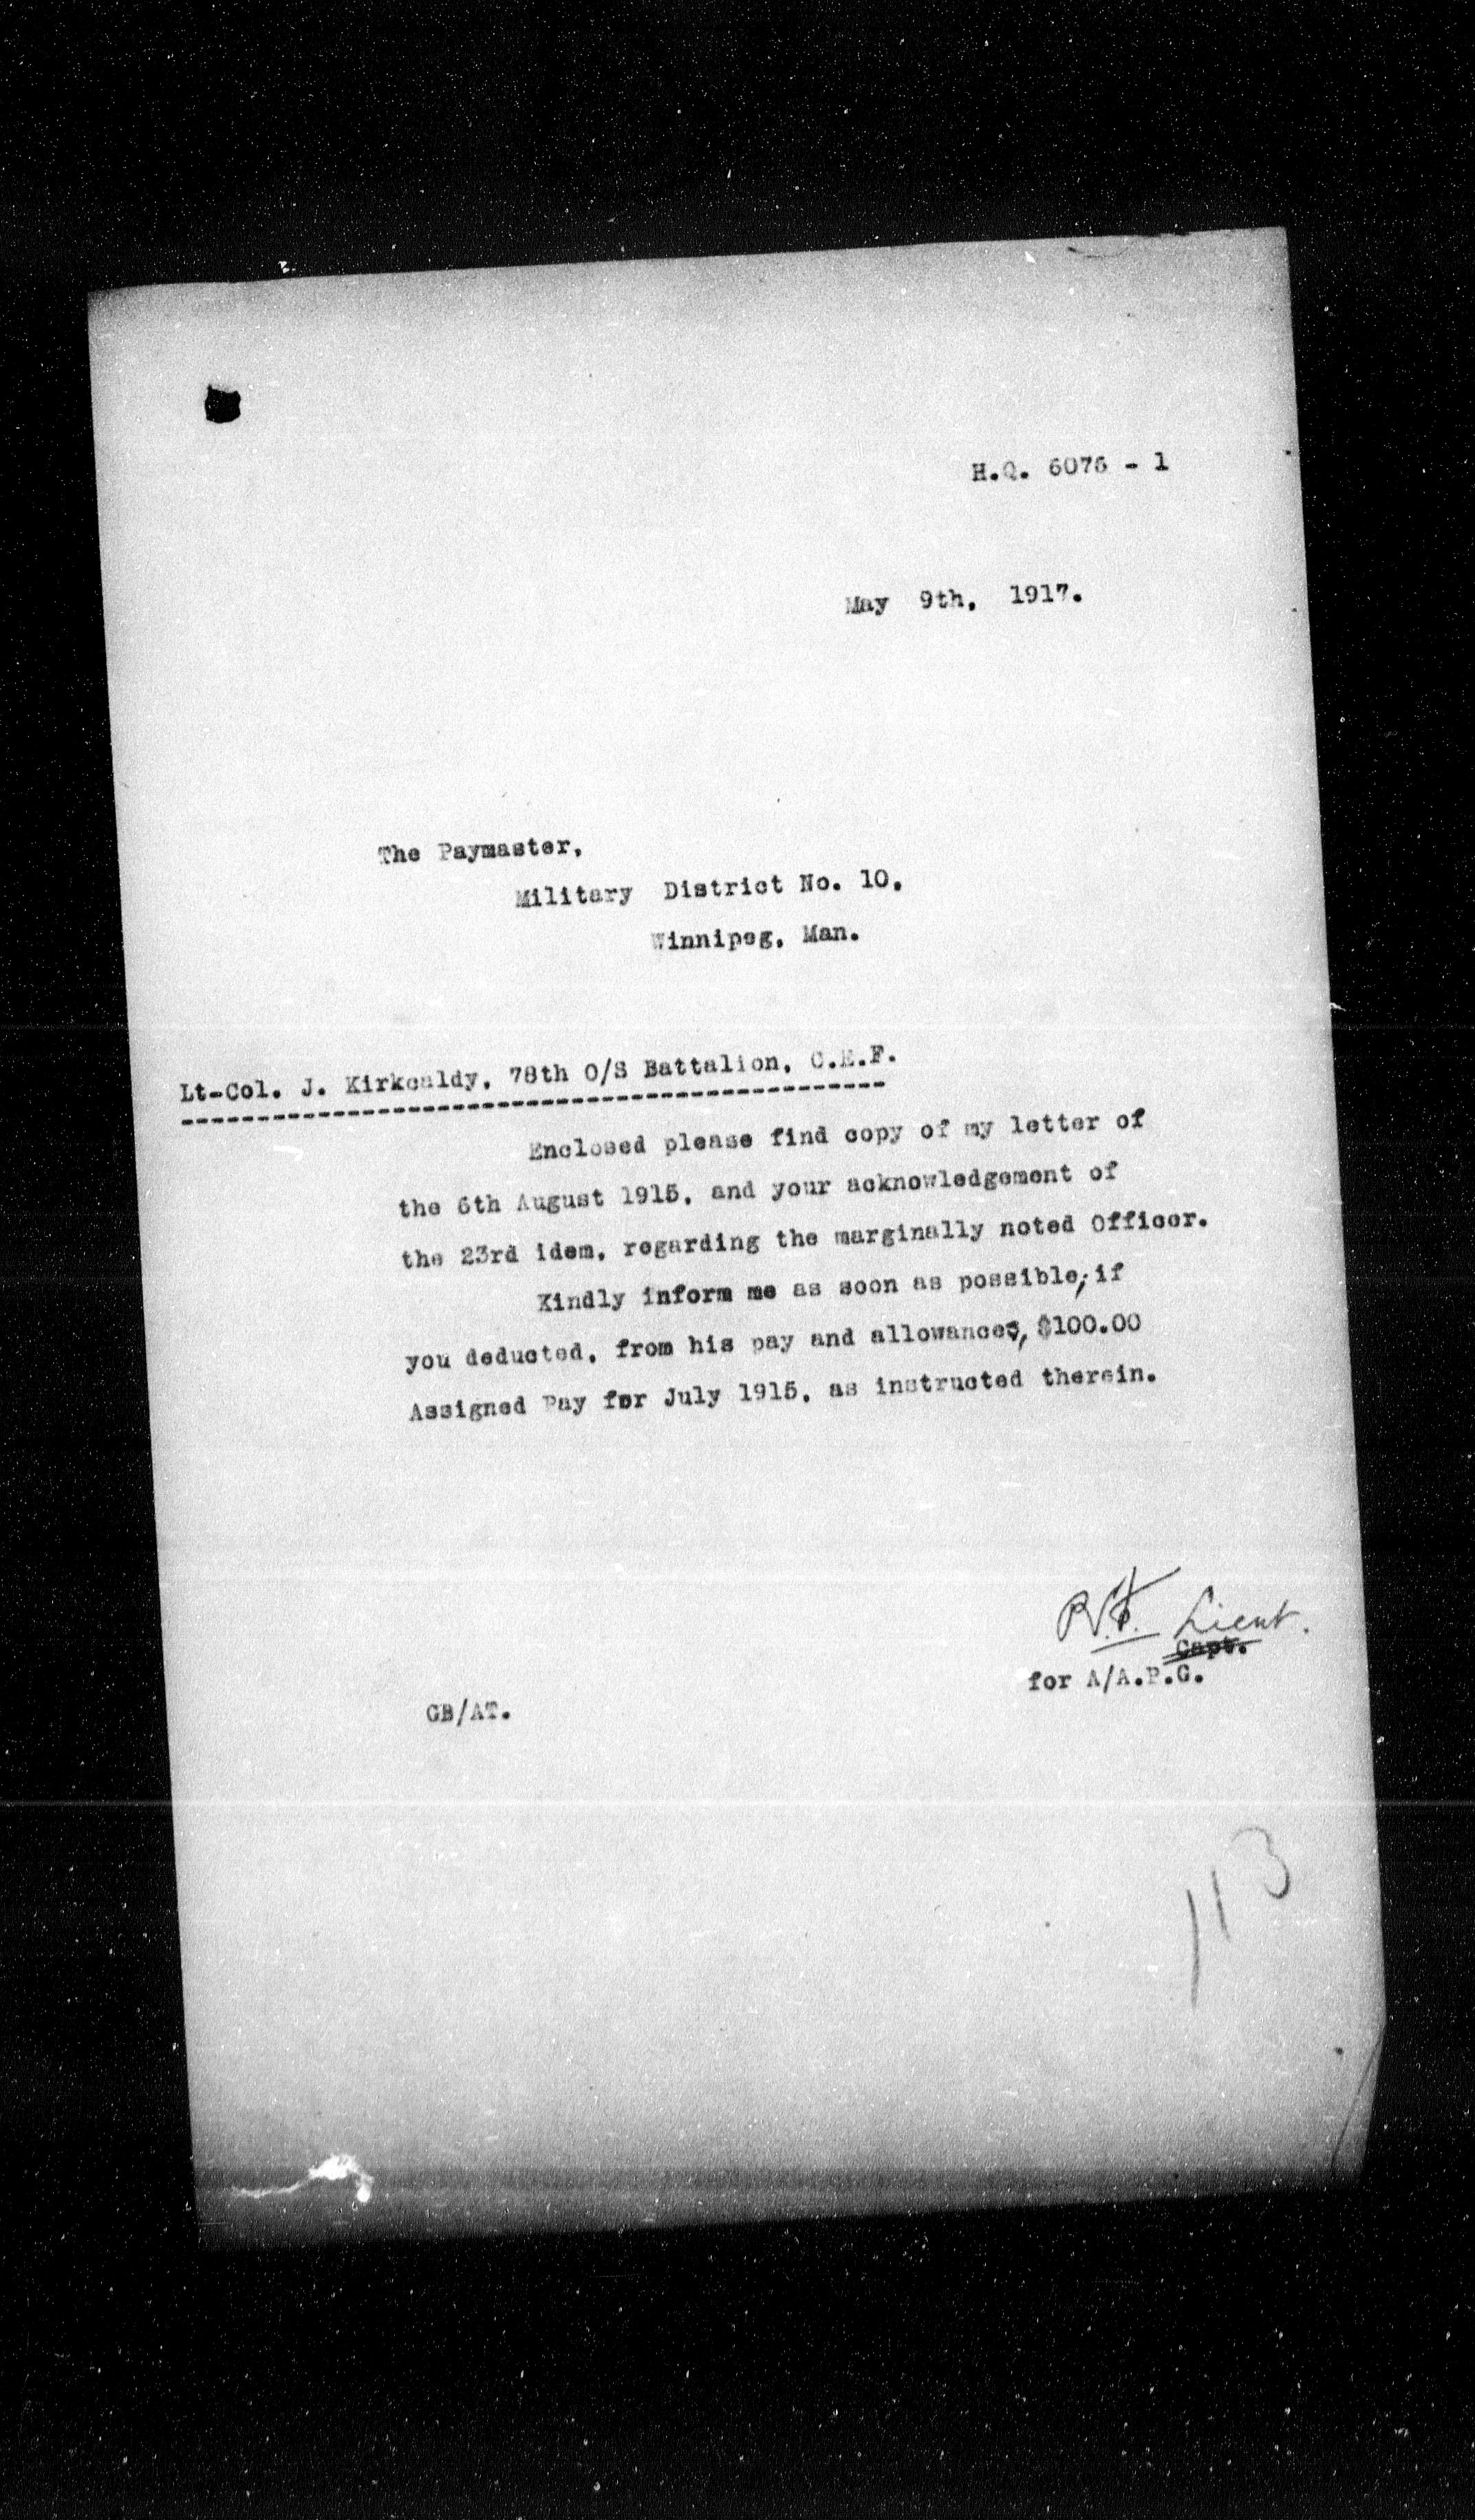 H.Q. 6076 - 1
May 9th, 1917.
The Paymaster,
Military District No. 10,
Winnipeg, Man.
Lt-Col. J. Kirkcaldy, 78th O/S Battalion, C.E.F.
Enclosed please find copy of my letter of
the 6th August 1915, and your acknowledgement of
the 23rd idem, regarding the marginally noted Officer.
Kindly inform me as soon as possible, if
you deducted, from his pay and allowances, $100.00
Assigned Pay for July 1915, as instructed therein.
Lieut.
Capt.
for A/A.P.G.
GB/AT.
113